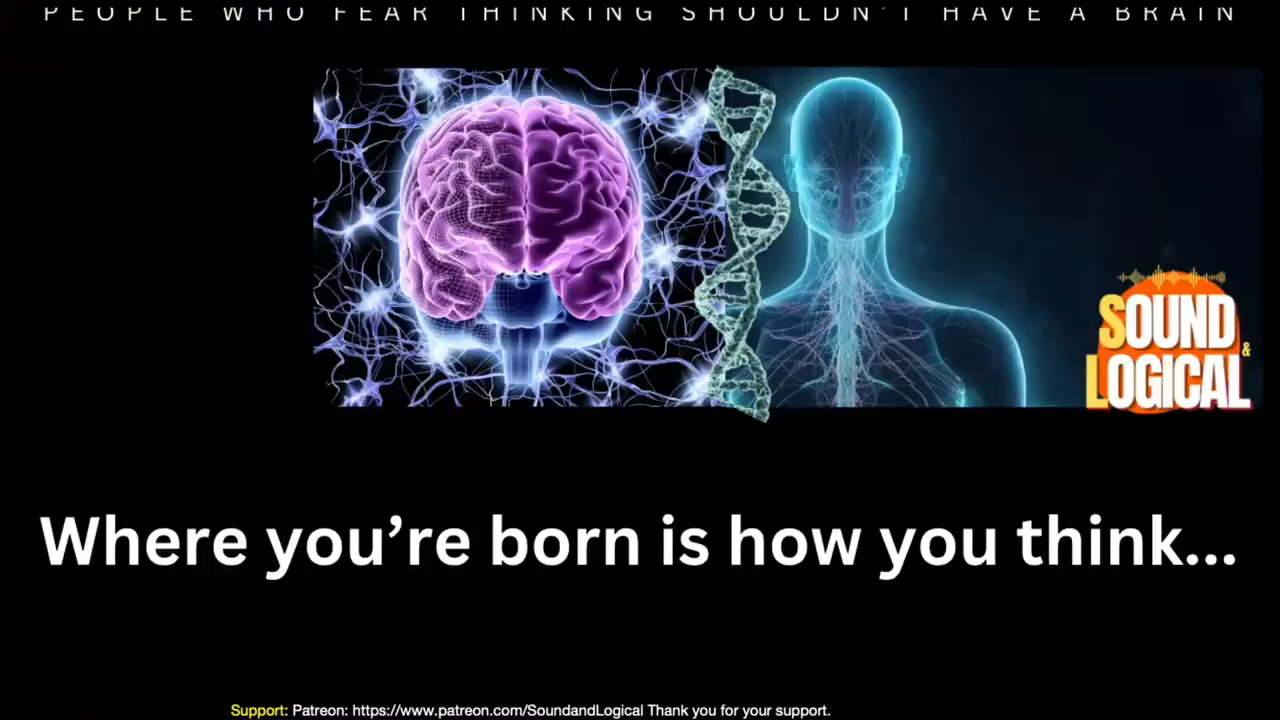 PEOPLE WHO FEAR THINKING SHOULDN'T HAVE A BRAIN
SOUND
&
LOGICAL
Where you’re born is how you think...
Support: Patreon: https://www.patreon.com/SoundandLogical Thank you for your support.